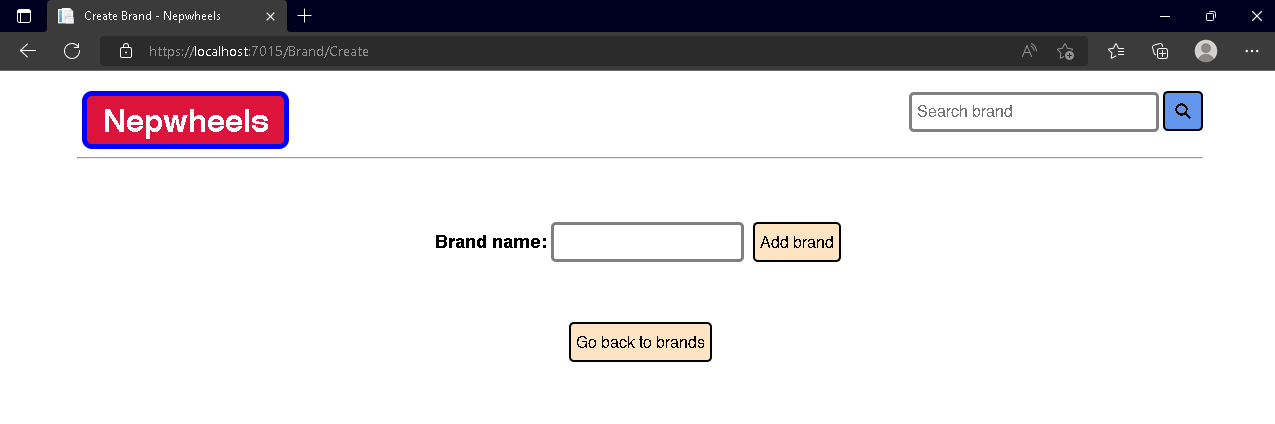 Create Brand - Nepwheels
https://localhost:7015/Brand/Create
Nepwheels
Search brand
Brand name:
Add brand
Go back to brands